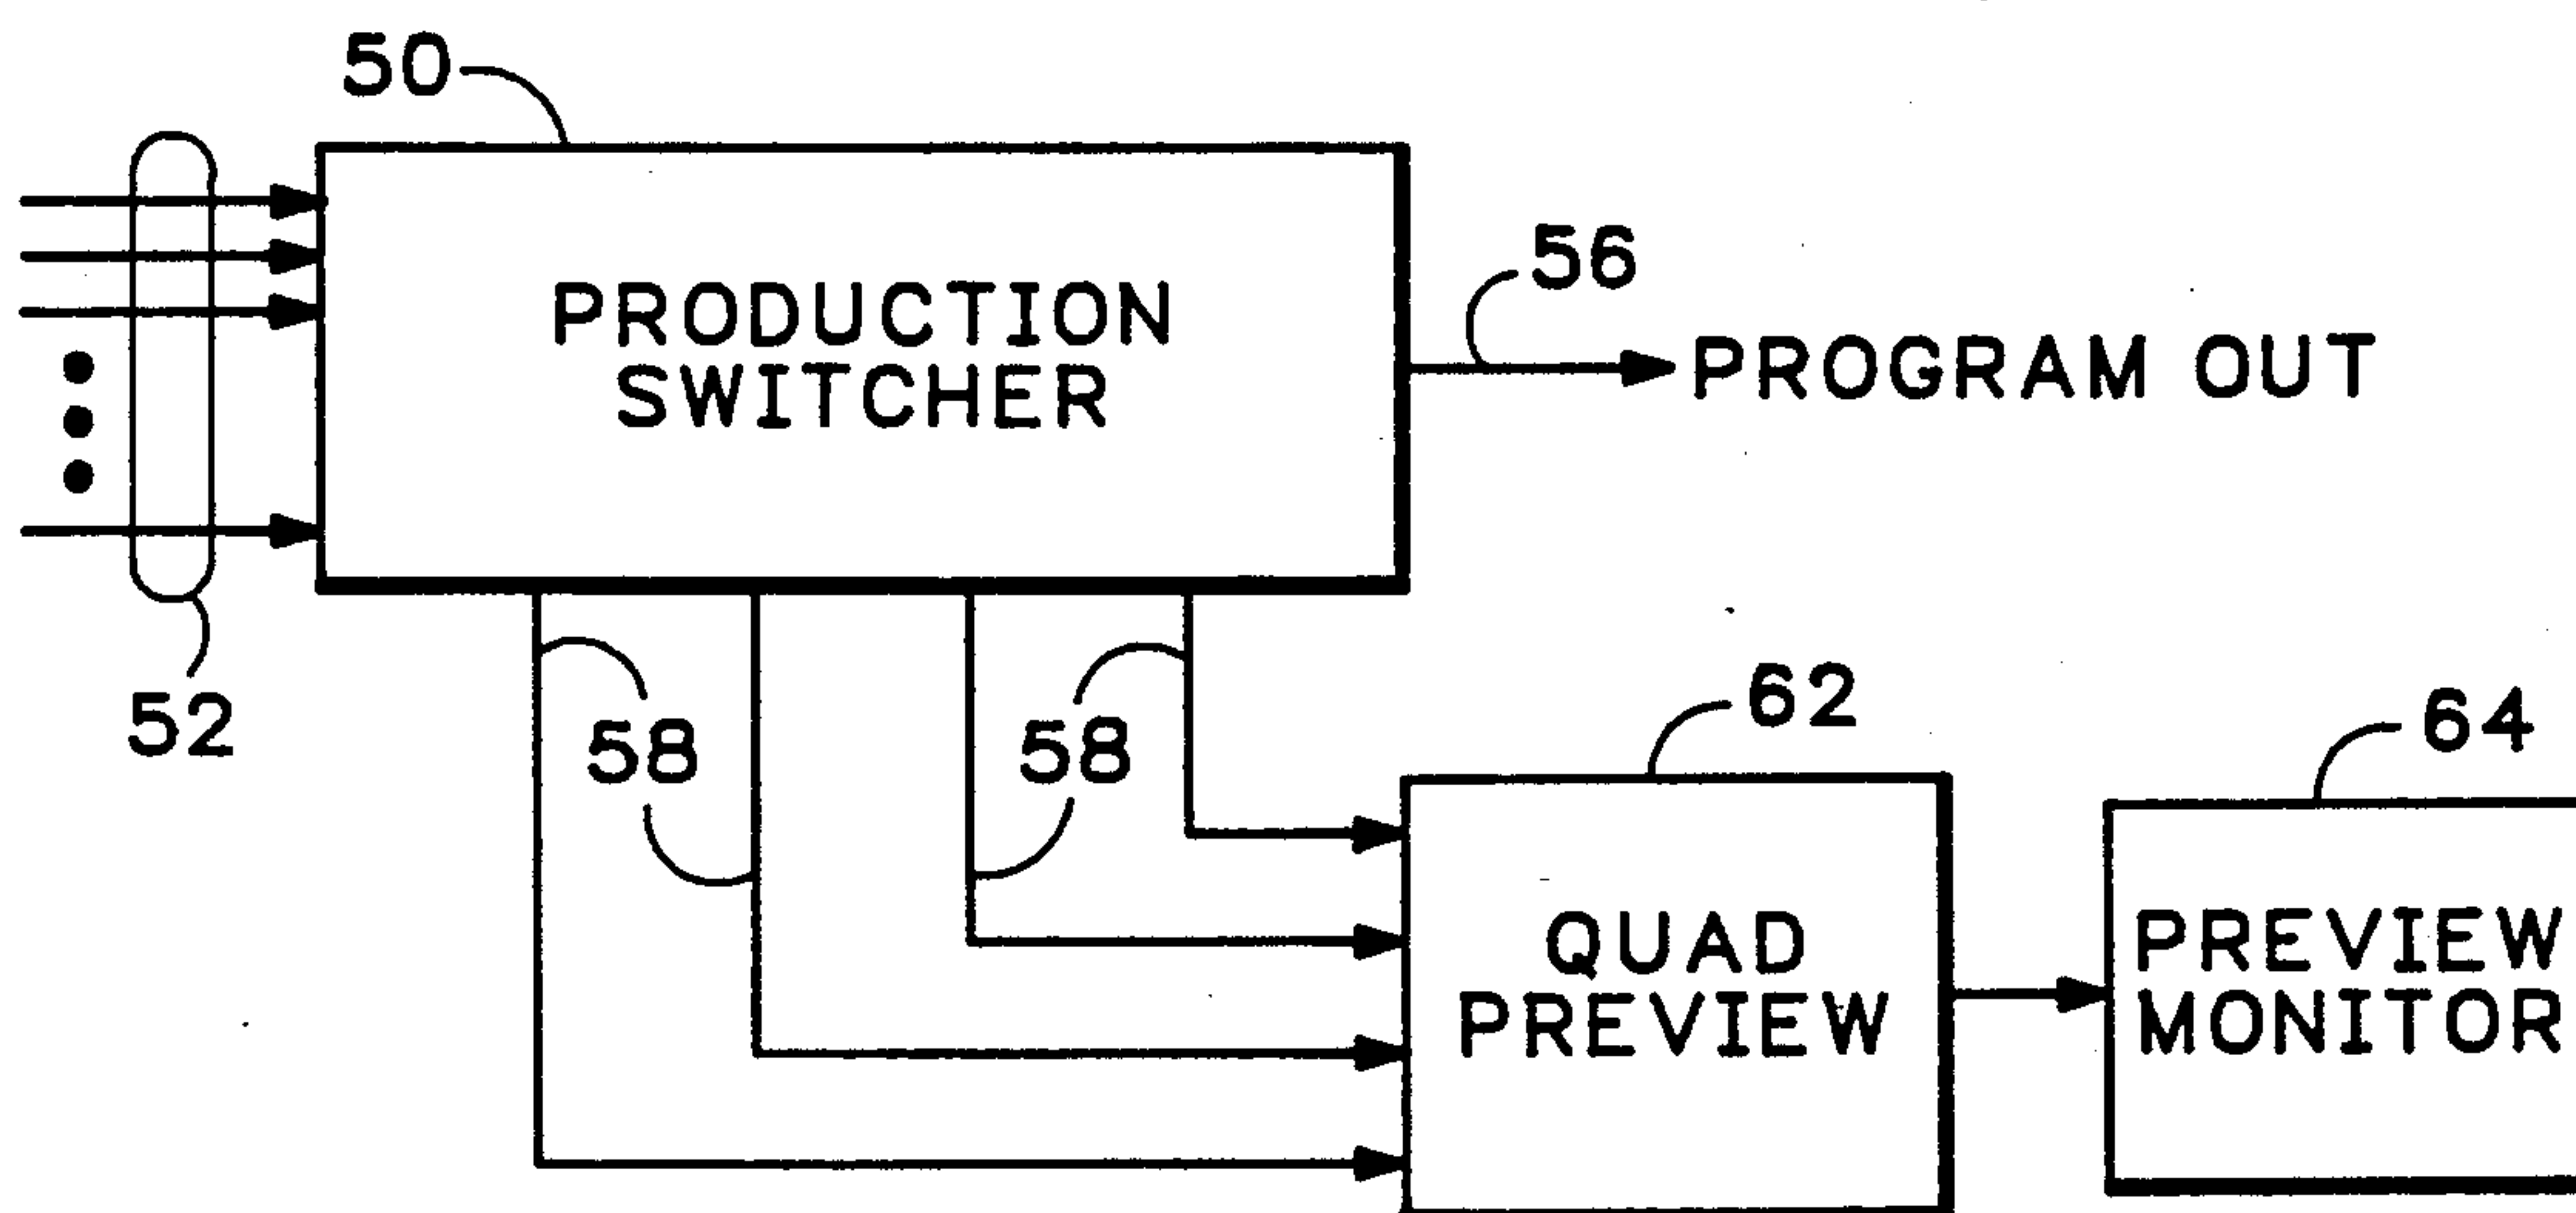 50
56
PRODUCTION
SWITCHER
PROGRAM OUT
52
58
58
62
64
QUAD
PREVIEW
PREVIEW
MONITOR